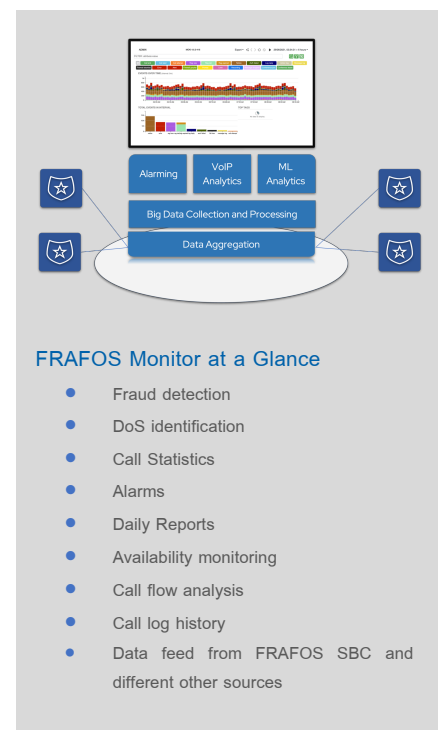 Alarming
VoIP
Analytics
ML
Analytics
Big Data Collection and Processing
Data Aggregation
FRAFOS Monitor at a Glance
Fraud detection
DoS identification
Call Statistics
Alarms
Daily Reports
Availability monitoring
Call flow analysis
Call log history
Data feed from FRAFOS SBC and
different other sources